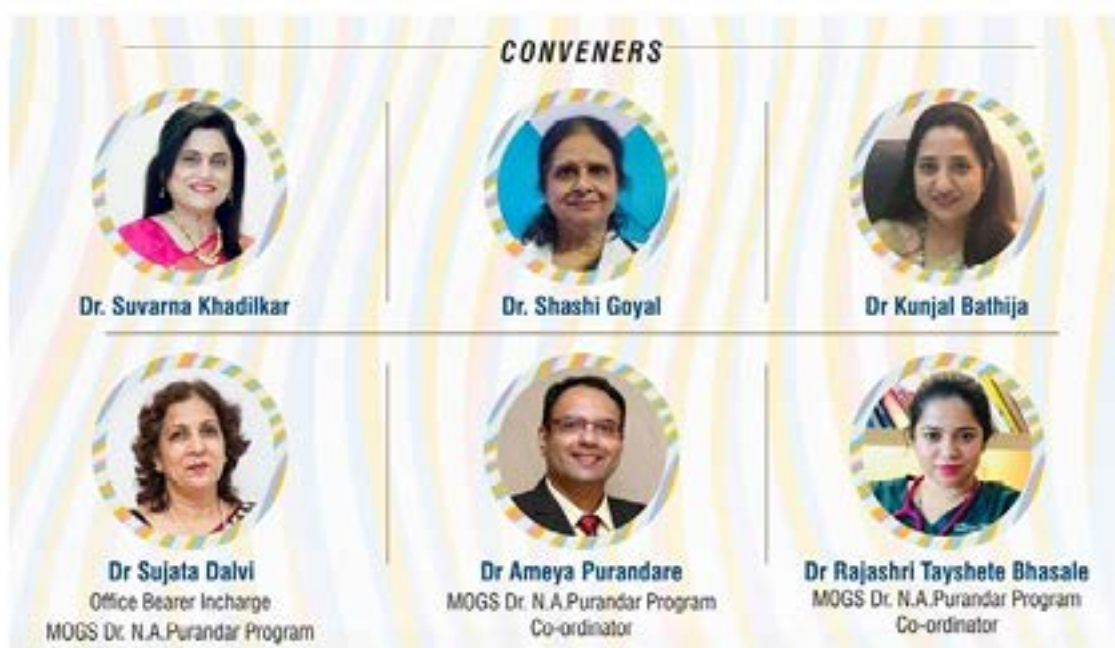 CONVENERS
Dr. Suvarna Khadilkar
Dr. Shashi Goyal
Dr Kunjal Bathija
Dr Sujata Dalvi
Office Bearer Incharge
MOGS Dr. N.A.Purandar Program
Dr Ameya Purandare
MOGS Dr. N.A.Purandar Program
Co-ordinator
Dr Rajashri Tayshete Bhasale
MOGS Dr. N.A.Purandar Program
Co-ordinator